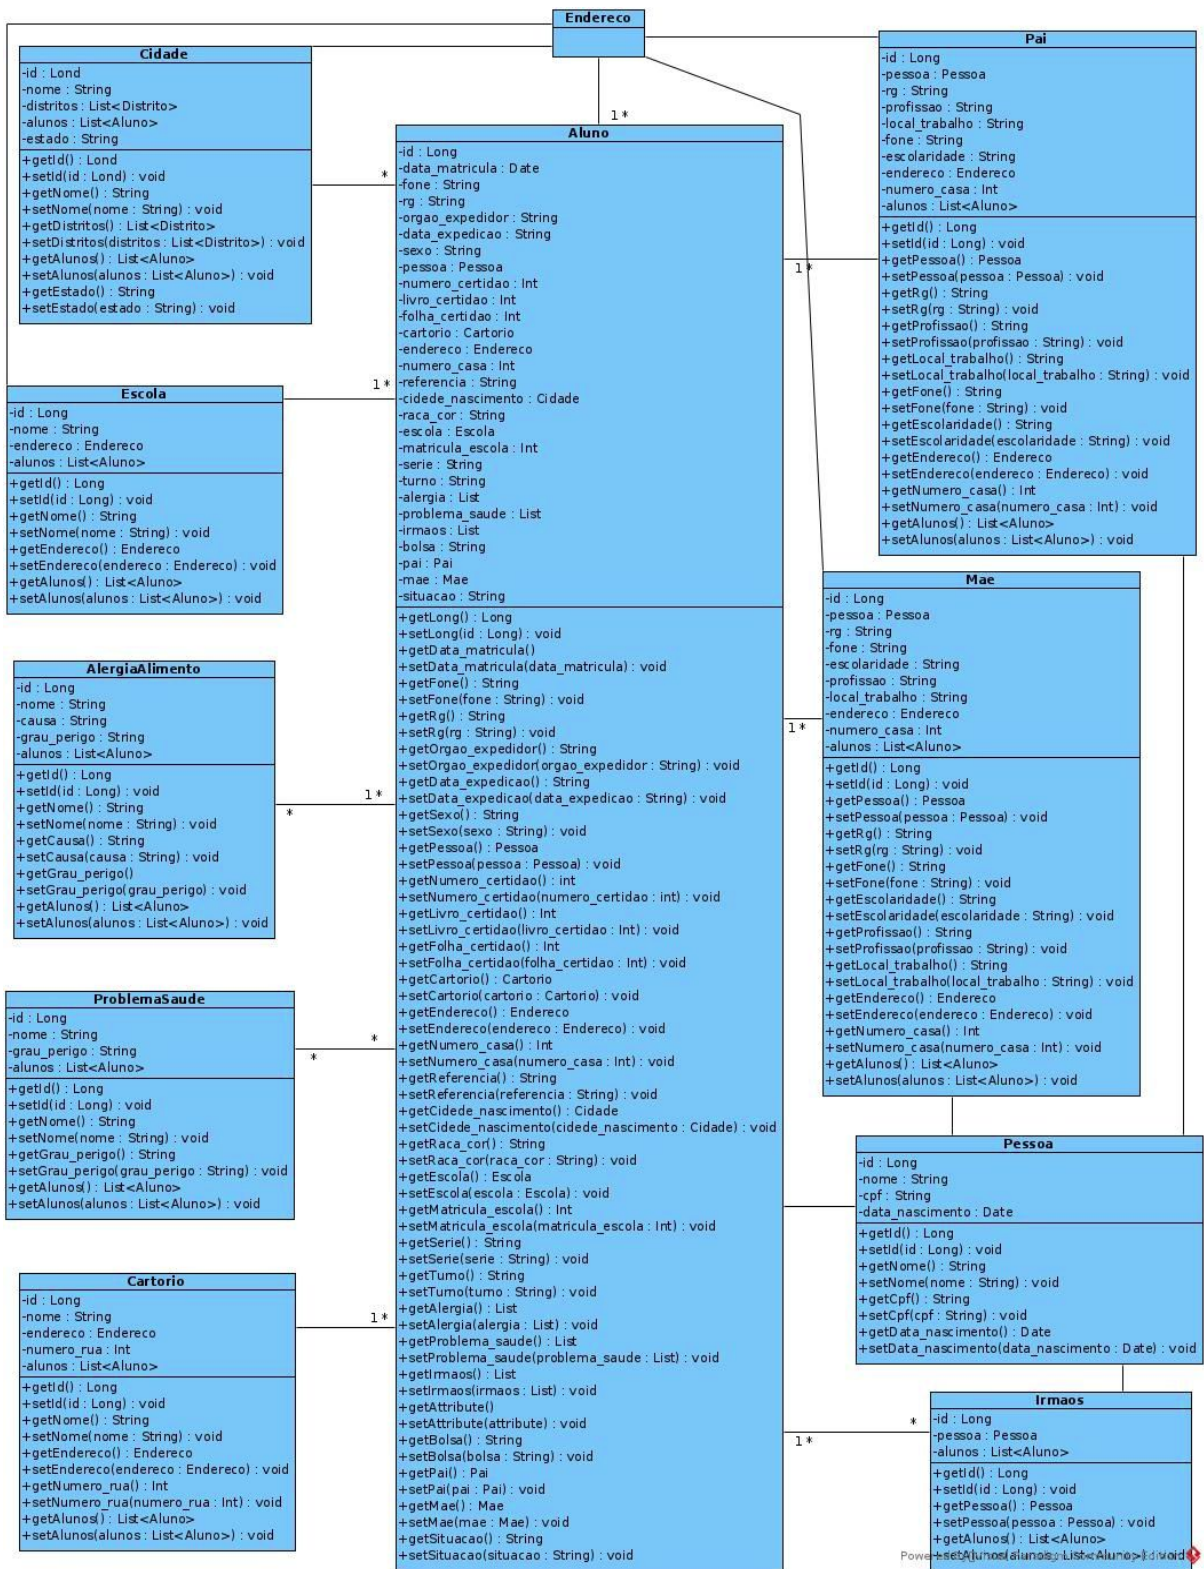 Endereco
Cidade
-id : Lond
-nome : String
-distritos : List<Distrito>
-alunos : List<Aluno>
-estado : String
+getId() : Lond
+setId(id : Lond) : void
+getNome() : String
+setNome(nome : String) : void
+getDistritos() : List<Distrito>
+setDistritos(distritos : List<Distrito>) : void
+getAlunos() : List<Aluno>
+setAlunos(alunos : List<Aluno>) : void
+getEstado() : String
+setEstado(estado : String) : void
*
1 *
Escola
-id : Long
-nome : String
-endereco : Endereco
-alunos : List<Aluno>
+getId() : Long
+setId(id : Long) : void
+getNome() : String
+setNome(nome : String) : void
+getEndereco() : Endereco
+setEndereco(endereco : Endereco) : void
+getAlunos() : List<Aluno>
+setAlunos(alunos : List<Aluno>) : void
AlergiaAlimento
-id : Long
-nome : String
-causa : String
-grau_perigo : String
-alunos : List<Aluno>
+getId() : Long
+setId(id : Long) : void
+getNome() : String
+setNome(nome : String) : void
+getCausa() : String
+setCausa(causa : String) : void
+getGrau_perigo()
+setGrau_perigo(grau_perigo) : void
+getAlunos() : List<Aluno>
+setAlunos(alunos : List<Aluno>) : void
1 *
*
ProblemaSaude
-id : Long
-nome : String
-grau_perigo : String
-alunos : List<Aluno>
+getId() : Long
+setId(id : Long) : void
+getNome() : String
+setNome(nome : String) : void
+getGrau_perigo() : String
+setGrau_perigo(grau_perigo : String) : void
+getAlunos() : List<Aluno>
+setAlunos(alunos : List<Aluno>) : void
*
*
Cartorio
-id : Long
-nome : String
-endereco : Endereco
-numero_rua : Int
-alunos : List<Aluno>
+getId() : Long
+setId(id : Long) : void
+getNome() : String
+setNome(nome : String) : void
+getEndereco() : Endereco
+setEndereco(endereco : Endereco) : void
+getNumero_rua() : Int
+setNumero_rua(numero_rua : Int) : void
+getAlunos() : List<Aluno>
+setAlunos(alunos : List<Aluno>) : void
1 *
1 *
Aluno
-id : Long
-data_matricula : Date
-fone : String
-rg : String
-orgao_expedidor : String
-data_expedicao : String
-sexo : String
-pessoa : Pessoa
-numero_certidao : Int
-livro_certidao : Int
-folha_certidao : Int
-cartorio : Cartorio
-endereco : Endereco
-numero_casa : Int
-referencia : String
-cidede_nascimento : Cidade
-raca_cor : String
-escola : Escola
-matricula_escola : Int
-serie : String
-turno : String
-alergia : List
-problema_saude : List
-irmaos : List
-bolsa : String
-pai : Pai
-mae : Mae
-situacao : String
+getLong() : Long
+setLong(id : Long) : void
+getData_matricula()
+setData_matricula(data_matricula) : void
+getFone() : String
+setFone(fone : String) : void
+getRg() : String
+setRg(rg : String) : void
+getOrgao_expedidor() : String
+setOrgao_expedidor(orgao_expedidor : String) : void
+getData_expedicao() : String
+setData_expedicao(data_expedicao : String) : void
+getSexo() : String
+setSexo(sexo : String) : void
+getPessoa() : Pessoa
+setPessoa(pessoa : Pessoa) : void
+getNumero_certidao() : int
+setNumero_certidao(numero_certidao : int) : void
+getLivro_certidao() : Int
+setLivro_certidao(livro_certidao : Int) : void
+getFolha_certidao() : Int
+setFolha_certidao(folha_certidao : Int) : void
+getCartorio() : Cartorio
+setCartorio(cartorio : Cartorio) : void
+getEndereco() : Endereco
+setEndereco(endereco : Endereco) : void
+getNumero_casa() : Int
+setNumero_casa(numero_casa : Int) : void
+getReferencia() : String
+setReferencia(referencia : String) : void
+getCidede_nascimento() : Cidade
+setCidede_nascimento(cidede_nascimento : Cidade) : void
+getRaca_cor() : String
+setRaca_cor(raca_cor : String) : void
+getEscola() : Escola
+setEscola(escola : Escola) : void
+getMatricula_escola() : Int
+setMatricula_escola(matricula_escola : Int) : void
+getSerie() : String
+setSerie(serie : String) : void
+getTurno() : String
+setTurno(turno : String) : void
+getAlergia() : List
+setAlergia(alergia : List) : void
+getProblema_saude() : List
+setProblema_saude(problema_saude : List) : void
+getIrmaos() : List
+setIrmaos(irmaos : List) : void
+getAttribute()
+setAttribute(attribute) : void
+getBolsa() : String
+setBolsa(bolsa : String) : void
+getPai() : Pai
+setPai(pai : Pai) : void
+getMae() : Mae
+setMae(mae : Mae) : void
+getSituacao() : String
+setSituacao(situacao : String) : void
Pai
-id : Long
-pessoa : Pessoa
-rg : String
-profissao : String
-local_trabalho : String
-fone : String
-escolaridade : String
-endereco : Endereco
-numero_casa : Int
-alunos : List<Aluno>
+getId() : Long
+setId(id : Long) : void
+getPessoa() : Pessoa
+setPessoa(pessoa : Pessoa) : void
+getRg() : String
+setRg(rg : String) : void
+getProfissao() : String
+setProfissao(profissao : String) : void
+getLocal_trabalho() : String
+setLocal_trabalho(local_trabalho : String) : void
+getFone() : String
+setFone(fone : String) : void
+getEscolaridade() : String
+setEscolaridade(escolaridade : String) : void
+getEndereco() : Endereco
+setEndereco(endereco : Endereco) : void
+getNumero_casa() : Int
+setNumero_casa(numero_casa : Int) : void
+getAlunos() : List<Aluno>
+setAlunos(alunos : List<Aluno>) : void
1 *
Mae
-id : Long
-pessoa : Pessoa
-rg : String
-fone : String
-escolaridade : String
-profissao : String
-local_trabalho : String
-endereco : Endereco
-numero_casa : Int
-alunos : List<Aluno>
+getId() : Long
+setId(id : Long) : void
+getPessoa() : Pessoa
+setPessoa(pessoa : Pessoa) : void
+getRg() : String
+setRg(rg : String) : void
+getFone() : String
+setFone(fone : String) : void
+getEscolaridade() : String
+setEscolaridade(escolaridade : String) : void
+getProfissao() : String
+setProfissao(profissao : String) : void
+getLocal_trabalho() : String
+setLocal_trabalho(local_trabalho : String) : void
+getEndereco() : Endereco
+setEndereco(endereco : Endereco) : void
+getNumero_casa() : Int
+setNumero_casa(numero_casa : Int) : void
+getAlunos() : List<Aluno>
+setAlunos(alunos : List<Aluno>) : void
1 *
Pessoa
-id : Long
-nome : String
-cpf : String
-data_nascimento : Date
+getId() : Long
+setId(id : Long) : void
+getNome() : String
+setNome(nome : String) : void
+getCpf() : String
+setCpf(cpf : String) : void
+getData_nascimento() : Date
+setData_nascimento(data_nascimento : Date) : void
Irmaos
-id : Long
-pessoa : Pessoa
-alunos : List<Aluno>
+getId() : Long
+setId(id : Long) : void
+getPessoa() : Pessoa
+setPessoa(pessoa : Pessoa) : void
+getAlunos() : List<Aluno>
+setAlunos(alunos : List<Aluno>) : void
*
1 *